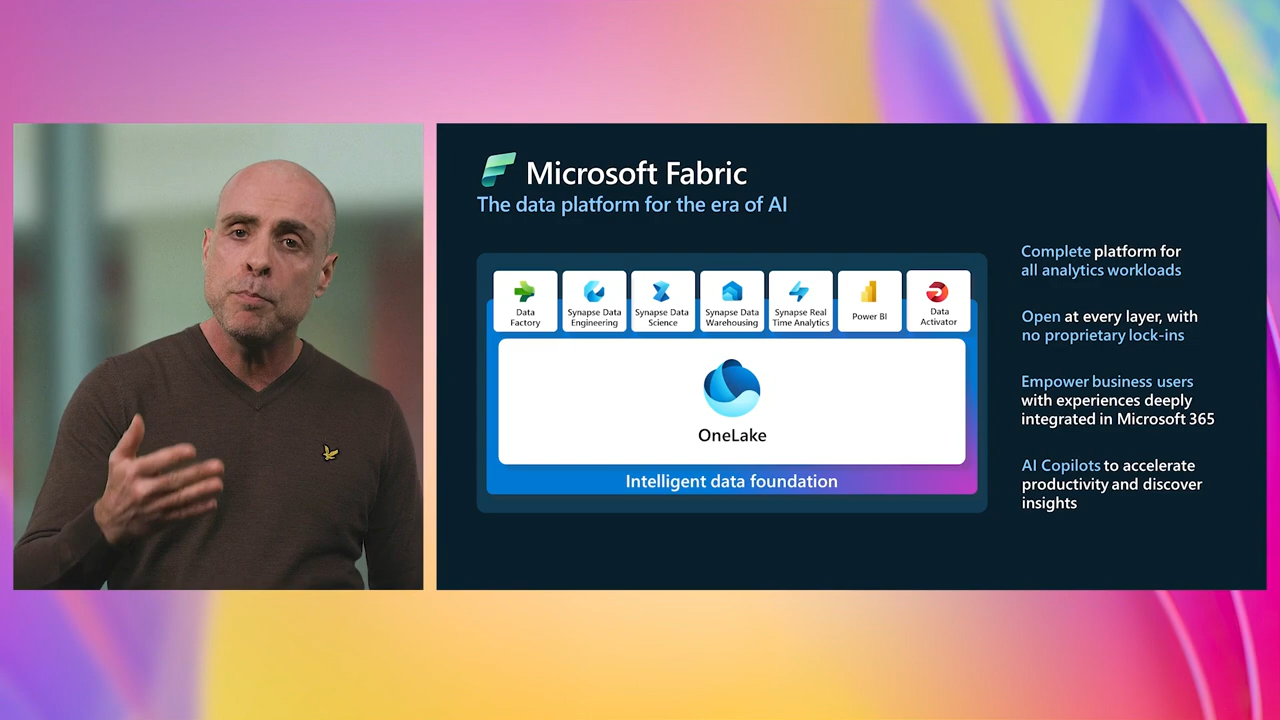 Microsoft Fabric
The data platform for the era of AI
Data
Factory
Synapse Data
Engineering
Synapse Data
Science
Synapse Data
Warehousing
Synapse Real
Time Analytics
Power BI
Data
Activator
OneLake
Intelligent data foundation
Complete platform for
all analytics workloads
Open at every layer, with
no proprietary lock-ins
Empower business users
with experiences deeply
integrated in Microsoft 365
AI Copilots to accelerate
productivity and discover
insights